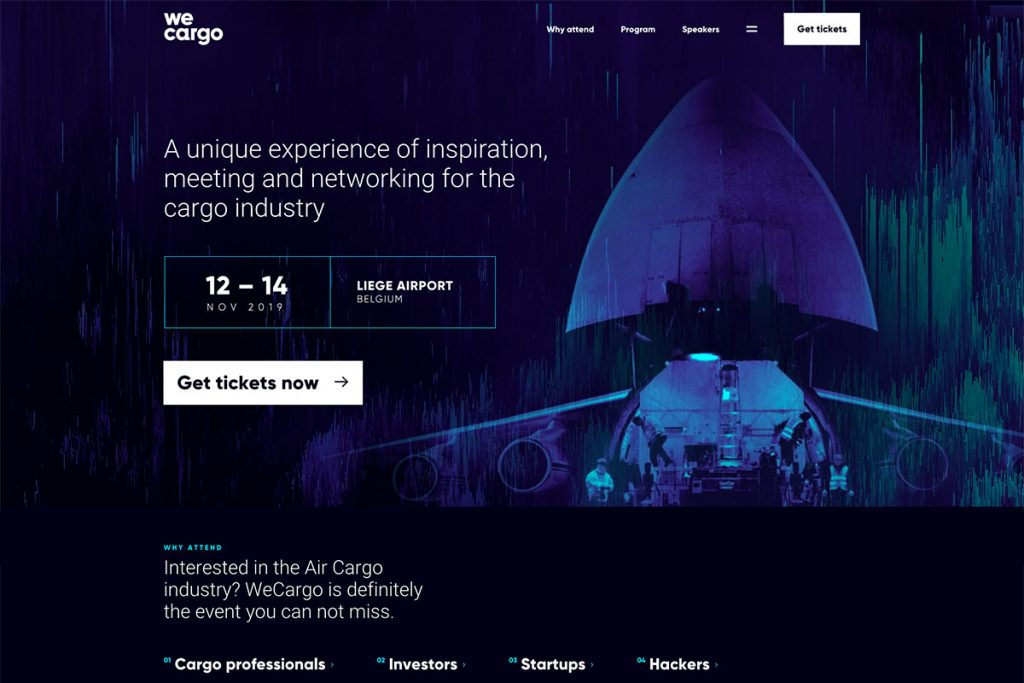 we
cargo
Why attend
Program
Speakers
Get tickets
A unique experience of inspiration,
meeting and networking for the
cargo industry
12 – 14
NOV 2019
LIEGE AIRPORT
BELGIUM
Get tickets now →
WHY ATTEND
Interested in the Air Cargo
industry? WeCargo is definitely
the event you can not miss.
01 Cargo professionals ›
02 Investors ›
03 Startups ›
04 Hackers ›